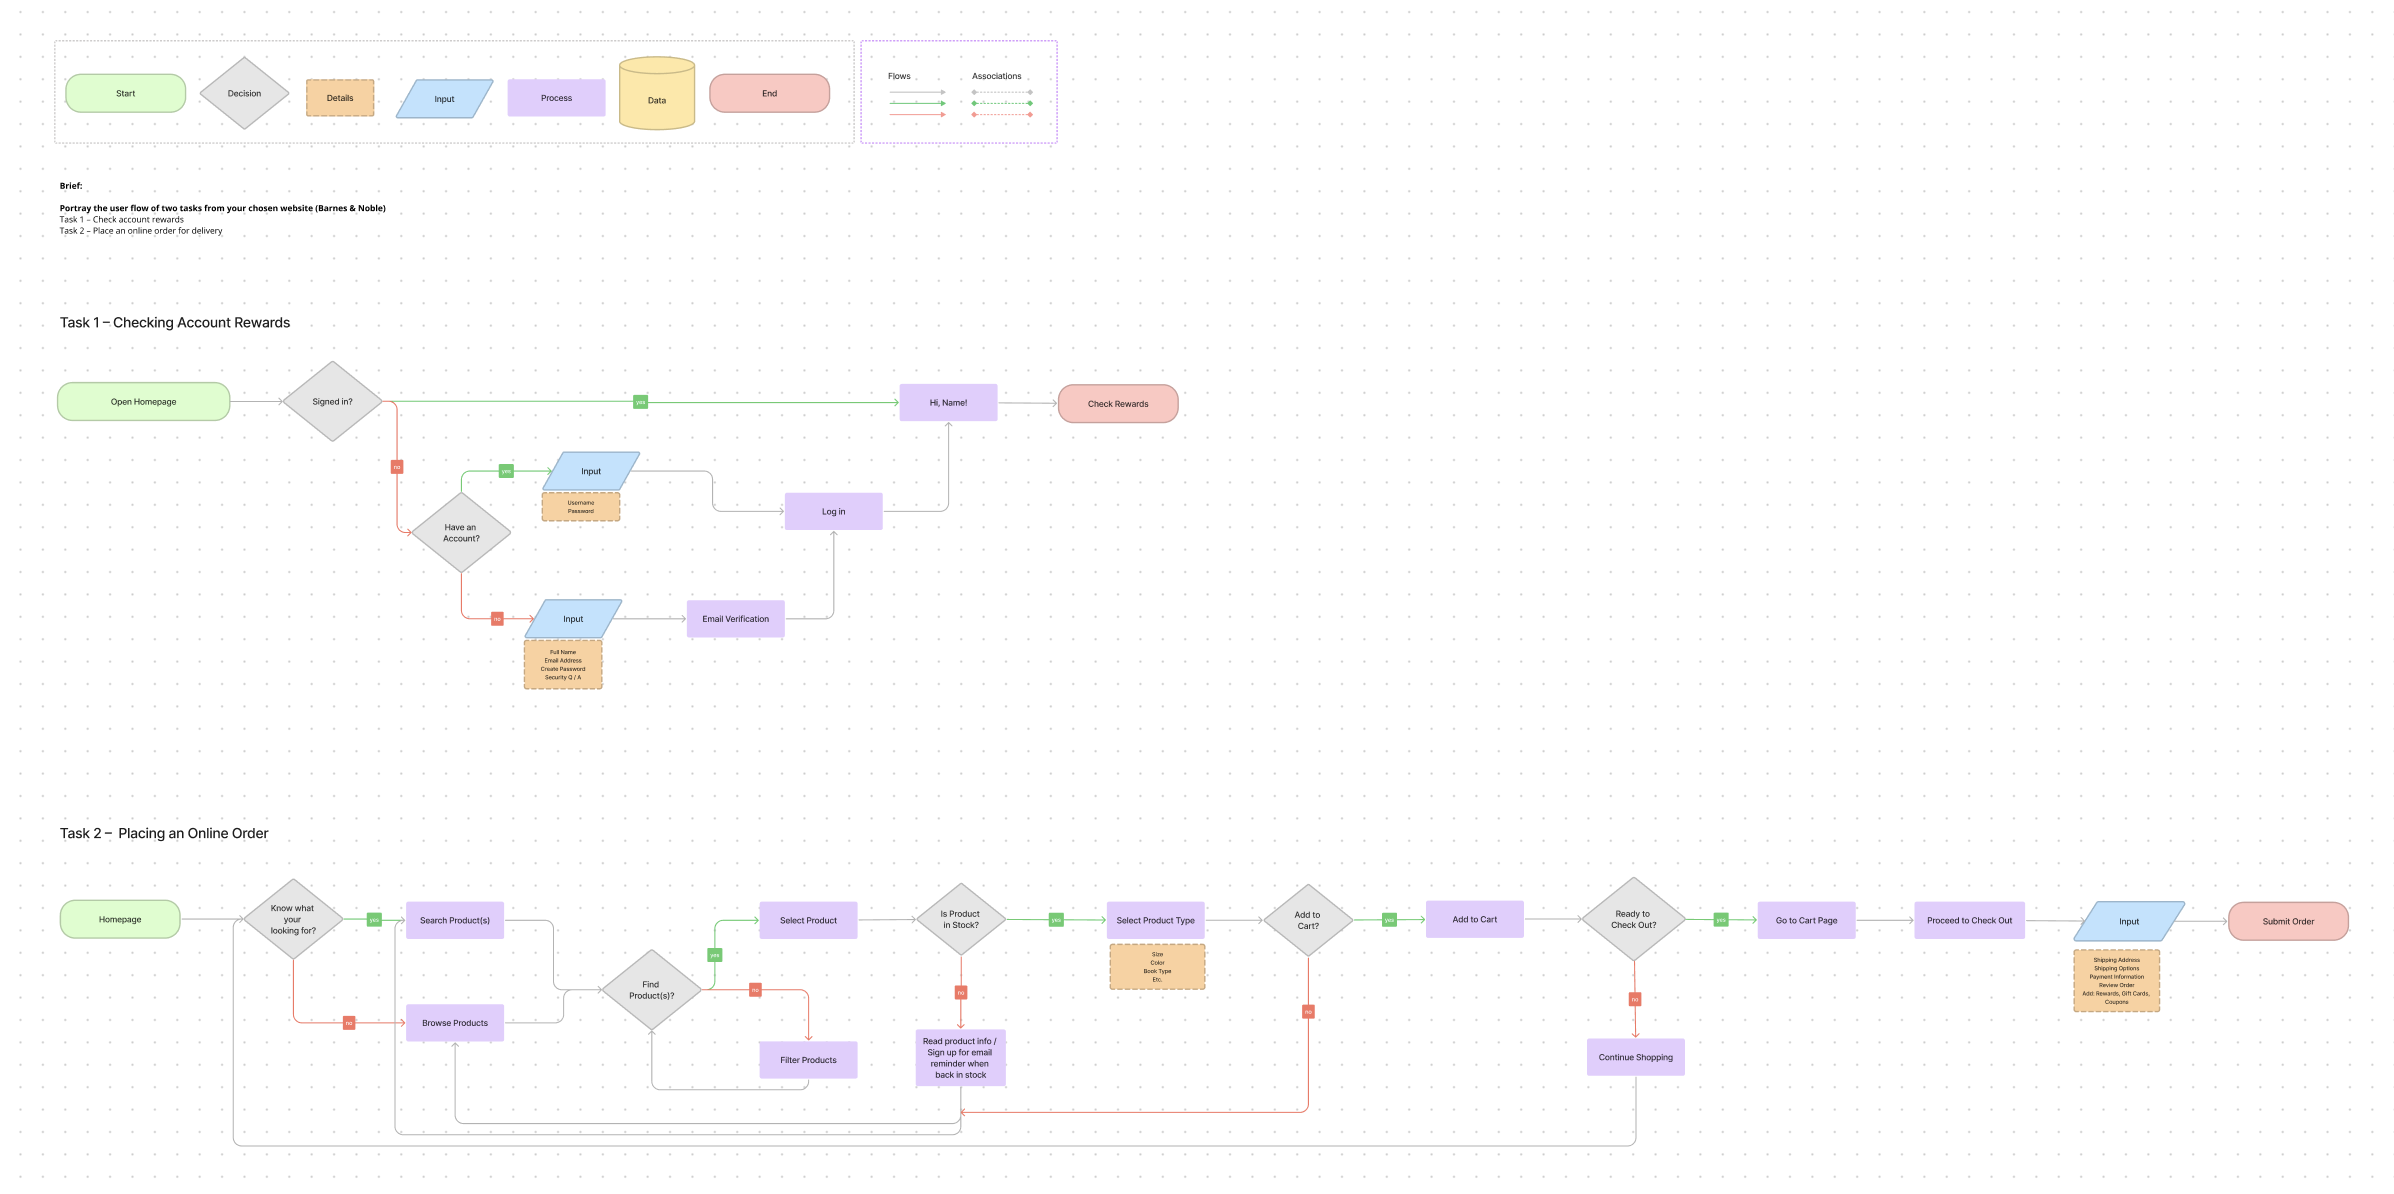 Start
Decision
Details
Input
Process
Data
End
Flows
Associations
Brief:
Portray the user flow of two tasks from your chosen website (Barnes & Noble)
Task 1 – Check account rewards
Task 2 – Place an online order for delivery
Task 1 – Checking Account Rewards
Open Homepage
Signed in?
yes
Hi, Name!
Check Rewards
no
yes
Input
Username
Password
Log in
Have an
Account?
no
Input
Email Verification
Full Name
Email Address
Create Password
Security Q / A
Task 2 –  Placing an Online Order
Homepage
Know what
your
looking for?
yes
Search Product(s)
no
Browse Products
Find
Product(s)?
yes
Select Product
no
Filter Products
Is Product
in Stock?
yes
Select Product Type
Size
Color
Book Type
Etc.
no
Read product info /
Sign up for email
reminder when
back in stock
Add to
Cart?
yes
Add to Cart
no
Ready to
Check Out?
yes
Go to Cart Page
Proceed to Check Out
Input
Submit Order
Shipping Address
Shipping Options
Payment Information
Review Order
Add: Rewards, Gift Cards,
Coupons
no
Continue Shopping